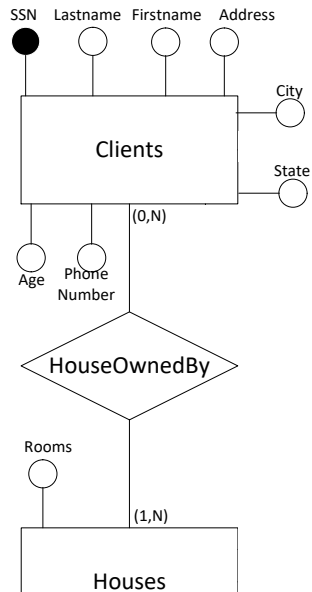 SSN
Lastname
Firstname
Address
City
Clients
State
(0,N)
Age
Phone
Number
HouseOwnedBy
Rooms
(1,N)
Houses